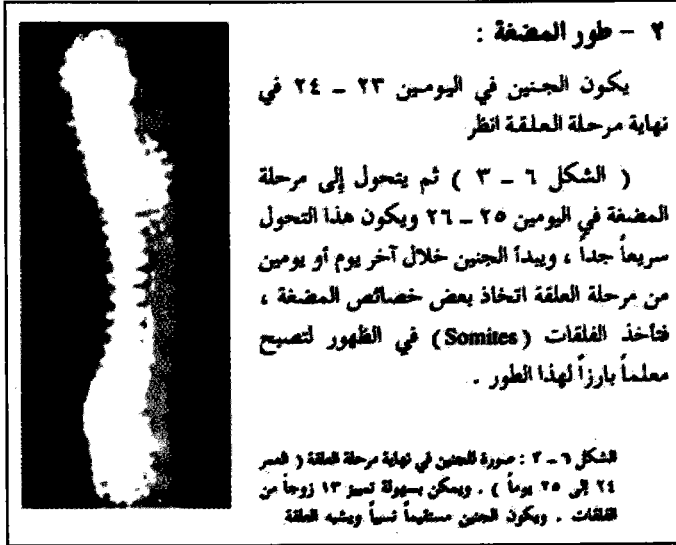 ٢ – طور المضغة :
يكون الجنين في اليومين ٢٣ – ٢٤ في
نهاية مرحلة العلقة انظر
( الشكل ٦ – ٣ ) ثم يتحول إلى مرحلة
المضغة في اليومين ٢٥ – ٢٦ ويكون هذا التحول
سريعاً جداً ، ويبدأ الجنين خلال آخر يوم أو يومين
من مرحلة العلقة اتخاذ بعض خصائص المضغة ،
فتأخذ الفلقات (Somites) في الظهور لتصبح
معلماً بارزاً لهذا الطور .
الشكل ٦ – ٣ : صورة للجنين في نهاية مرحلة العلقة ( العمر
٢٤ إلى ٢٥ يوماً ) . ويمكن بسهولة تمييز ١٣ زوجاً من
الفلقات . ويكون الجنين مستقيماً نسبياً ويشبه العلقة